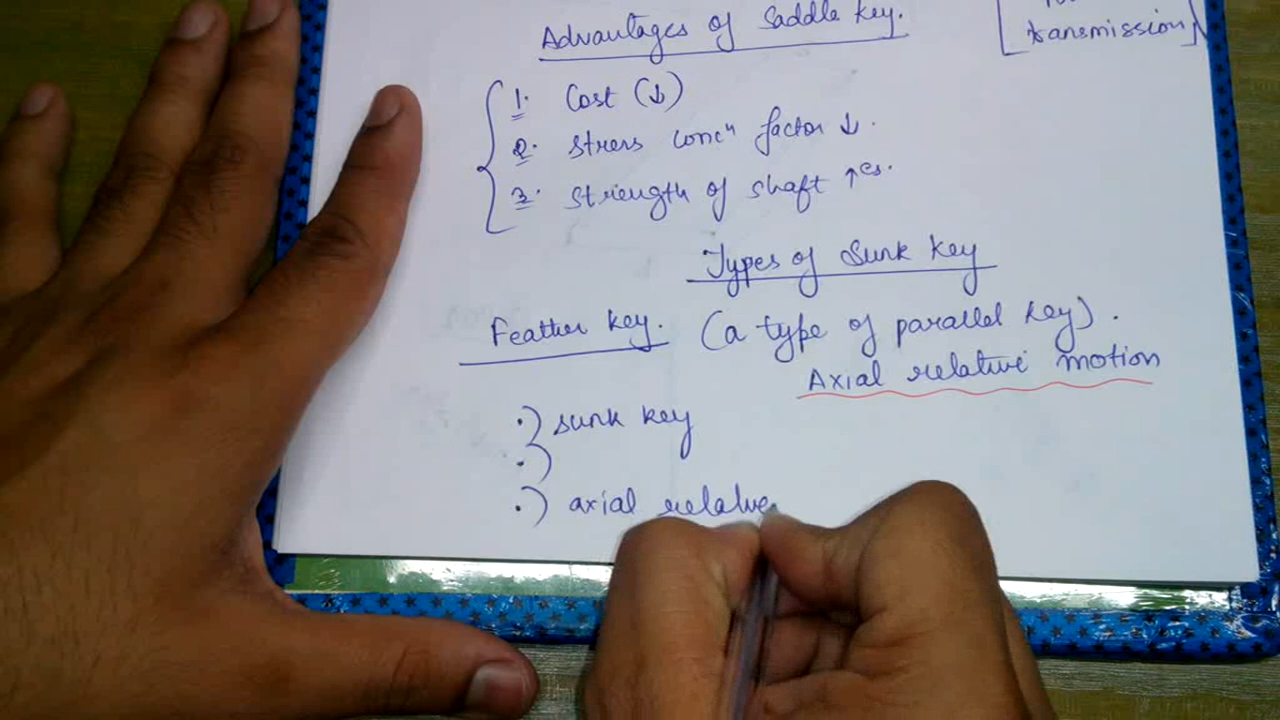 Advantages of Saddle key.
transmission]
1. Cost (↓)
2. stress concⁿ factor ↓.
3. strength of shaft ↑es.
Types of Sunk key
Feather key. (a type of parallel key).
Axial relative motion
·) sunk key
·)
·) axial relative